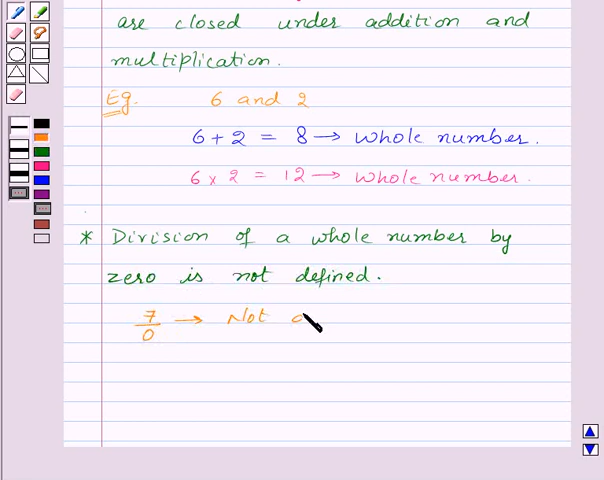 are closed under addition and
multiplication.
Eg. 6 and 2
6 + 2 = 8 → Whole number.
6 x 2 = 12 → Whole number.
* Division of a whole number by
zero is not defined.
7/0 → Not